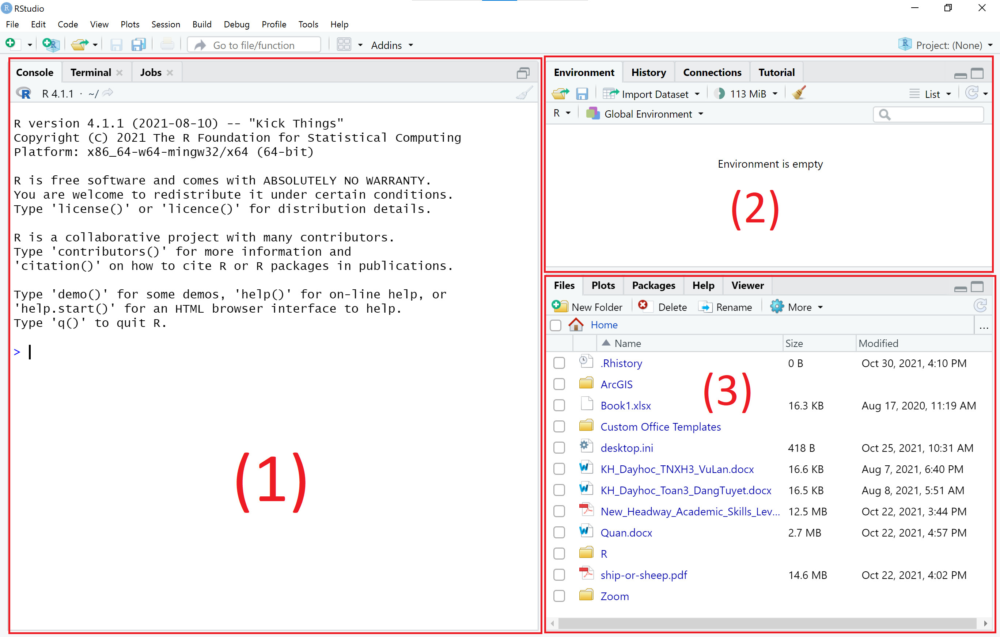 RStudio
File Edit Code View Plots Session Build Debug Profile Tools Help
Go to file/function Addins Project: (None)
Console Terminal Jobs
R 4.1.1 · ~/
R version 4.1.1 (2021-08-10) -- "Kick Things"
Copyright (C) 2021 The R Foundation for Statistical Computing
Platform: x86_64-w64-mingw32/x64 (64-bit)
R is free software and comes with ABSOLUTELY NO WARRANTY.
You are welcome to redistribute it under certain conditions.
Type 'license()' or 'licence()' for distribution details.
R is a collaborative project with many contributors.
Type 'contributors()' for more information and
'citation()' on how to cite R or R packages in publications.
Type 'demo()' for some demos, 'help()' for on-line help, or
'help.start()' for an HTML browser interface to help.
Type 'q()' to quit R.
>
(1)
Environment History Connections Tutorial
Import Dataset 113 MiB List
R Global Environment
Environment is empty
(2)
Files Plots Packages Help Viewer
New Folder Delete Rename More
Home ...
Name Size Modified
.Rhistory 0 B Oct 30, 2021, 4:10 PM
ArcGIS
(3)
Book1.xlsx 16.3 KB Aug 17, 2020, 11:19 AM
Custom Office Templates
desktop.ini 418 B Oct 25, 2021, 10:31 AM
KH_Dayhoc_TNXH3_VuLan.docx 16.6 KB Aug 7, 2021, 6:40 PM
KH_Dayhoc_Toan3_DangTuyet.docx 16.5 KB Aug 8, 2021, 5:51 AM
New_Headway_Academic_Skills_Lev... 12.5 MB Oct 22, 2021, 3:44 PM
Quan.docx 2.7 MB Oct 22, 2021, 4:57 PM
R
ship-or-sheep.pdf 14.6 MB Oct 22, 2021, 4:02 PM
Zoom